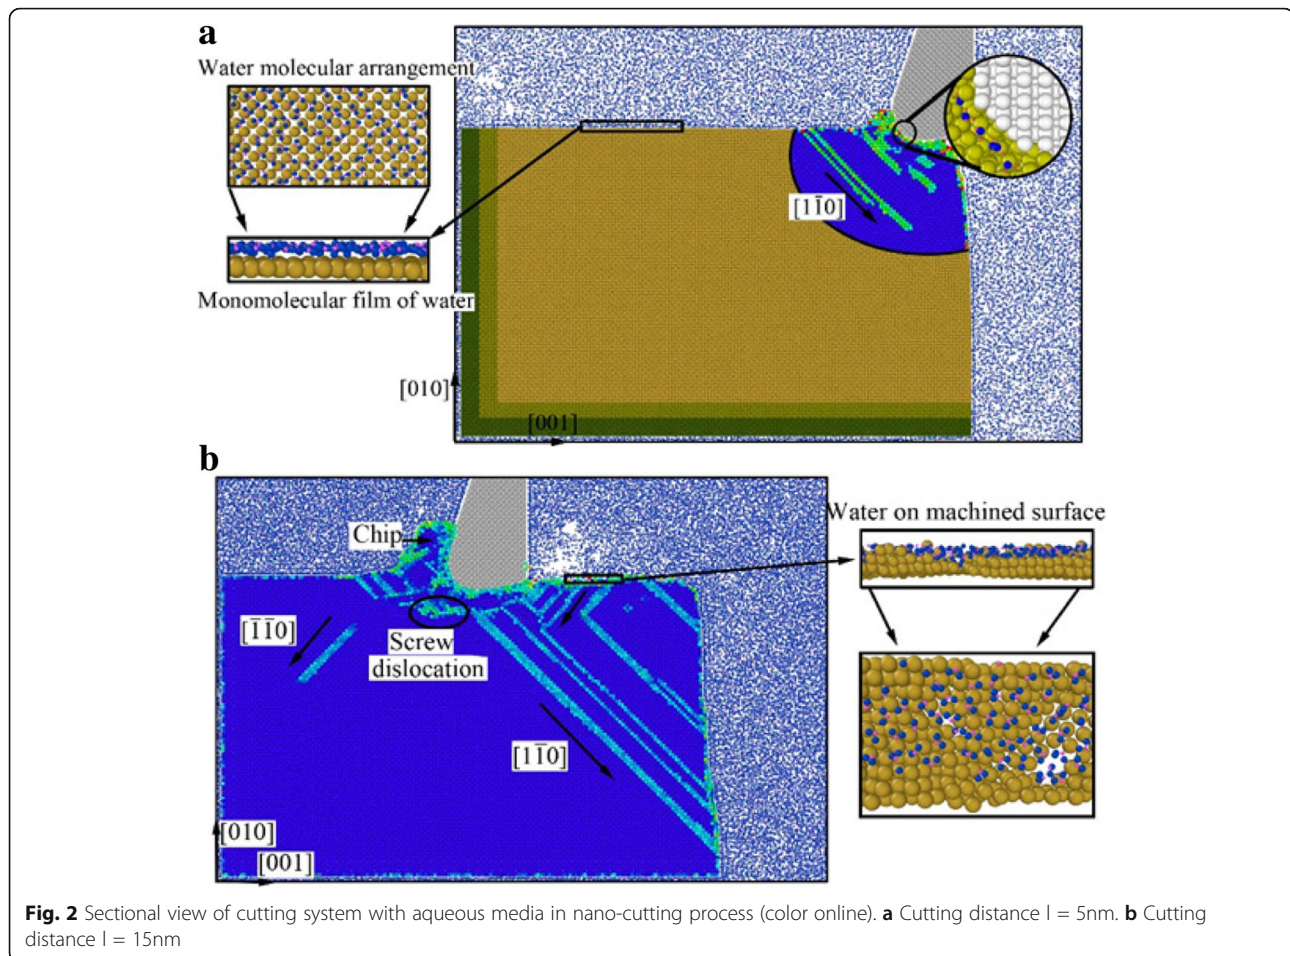 a
Water molecular arrangement
Monomolecular film of water
[11̄0]
[010]
[001]
b
Chip
Water on machined surface
[1̄1̄0]
Screw
dislocation
[11̄0]
[010]
[001]
Fig. 2 Sectional view of cutting system with aqueous media in nano-cutting process (color online). a Cutting distance l = 5nm. b Cutting
distance l = 15nm